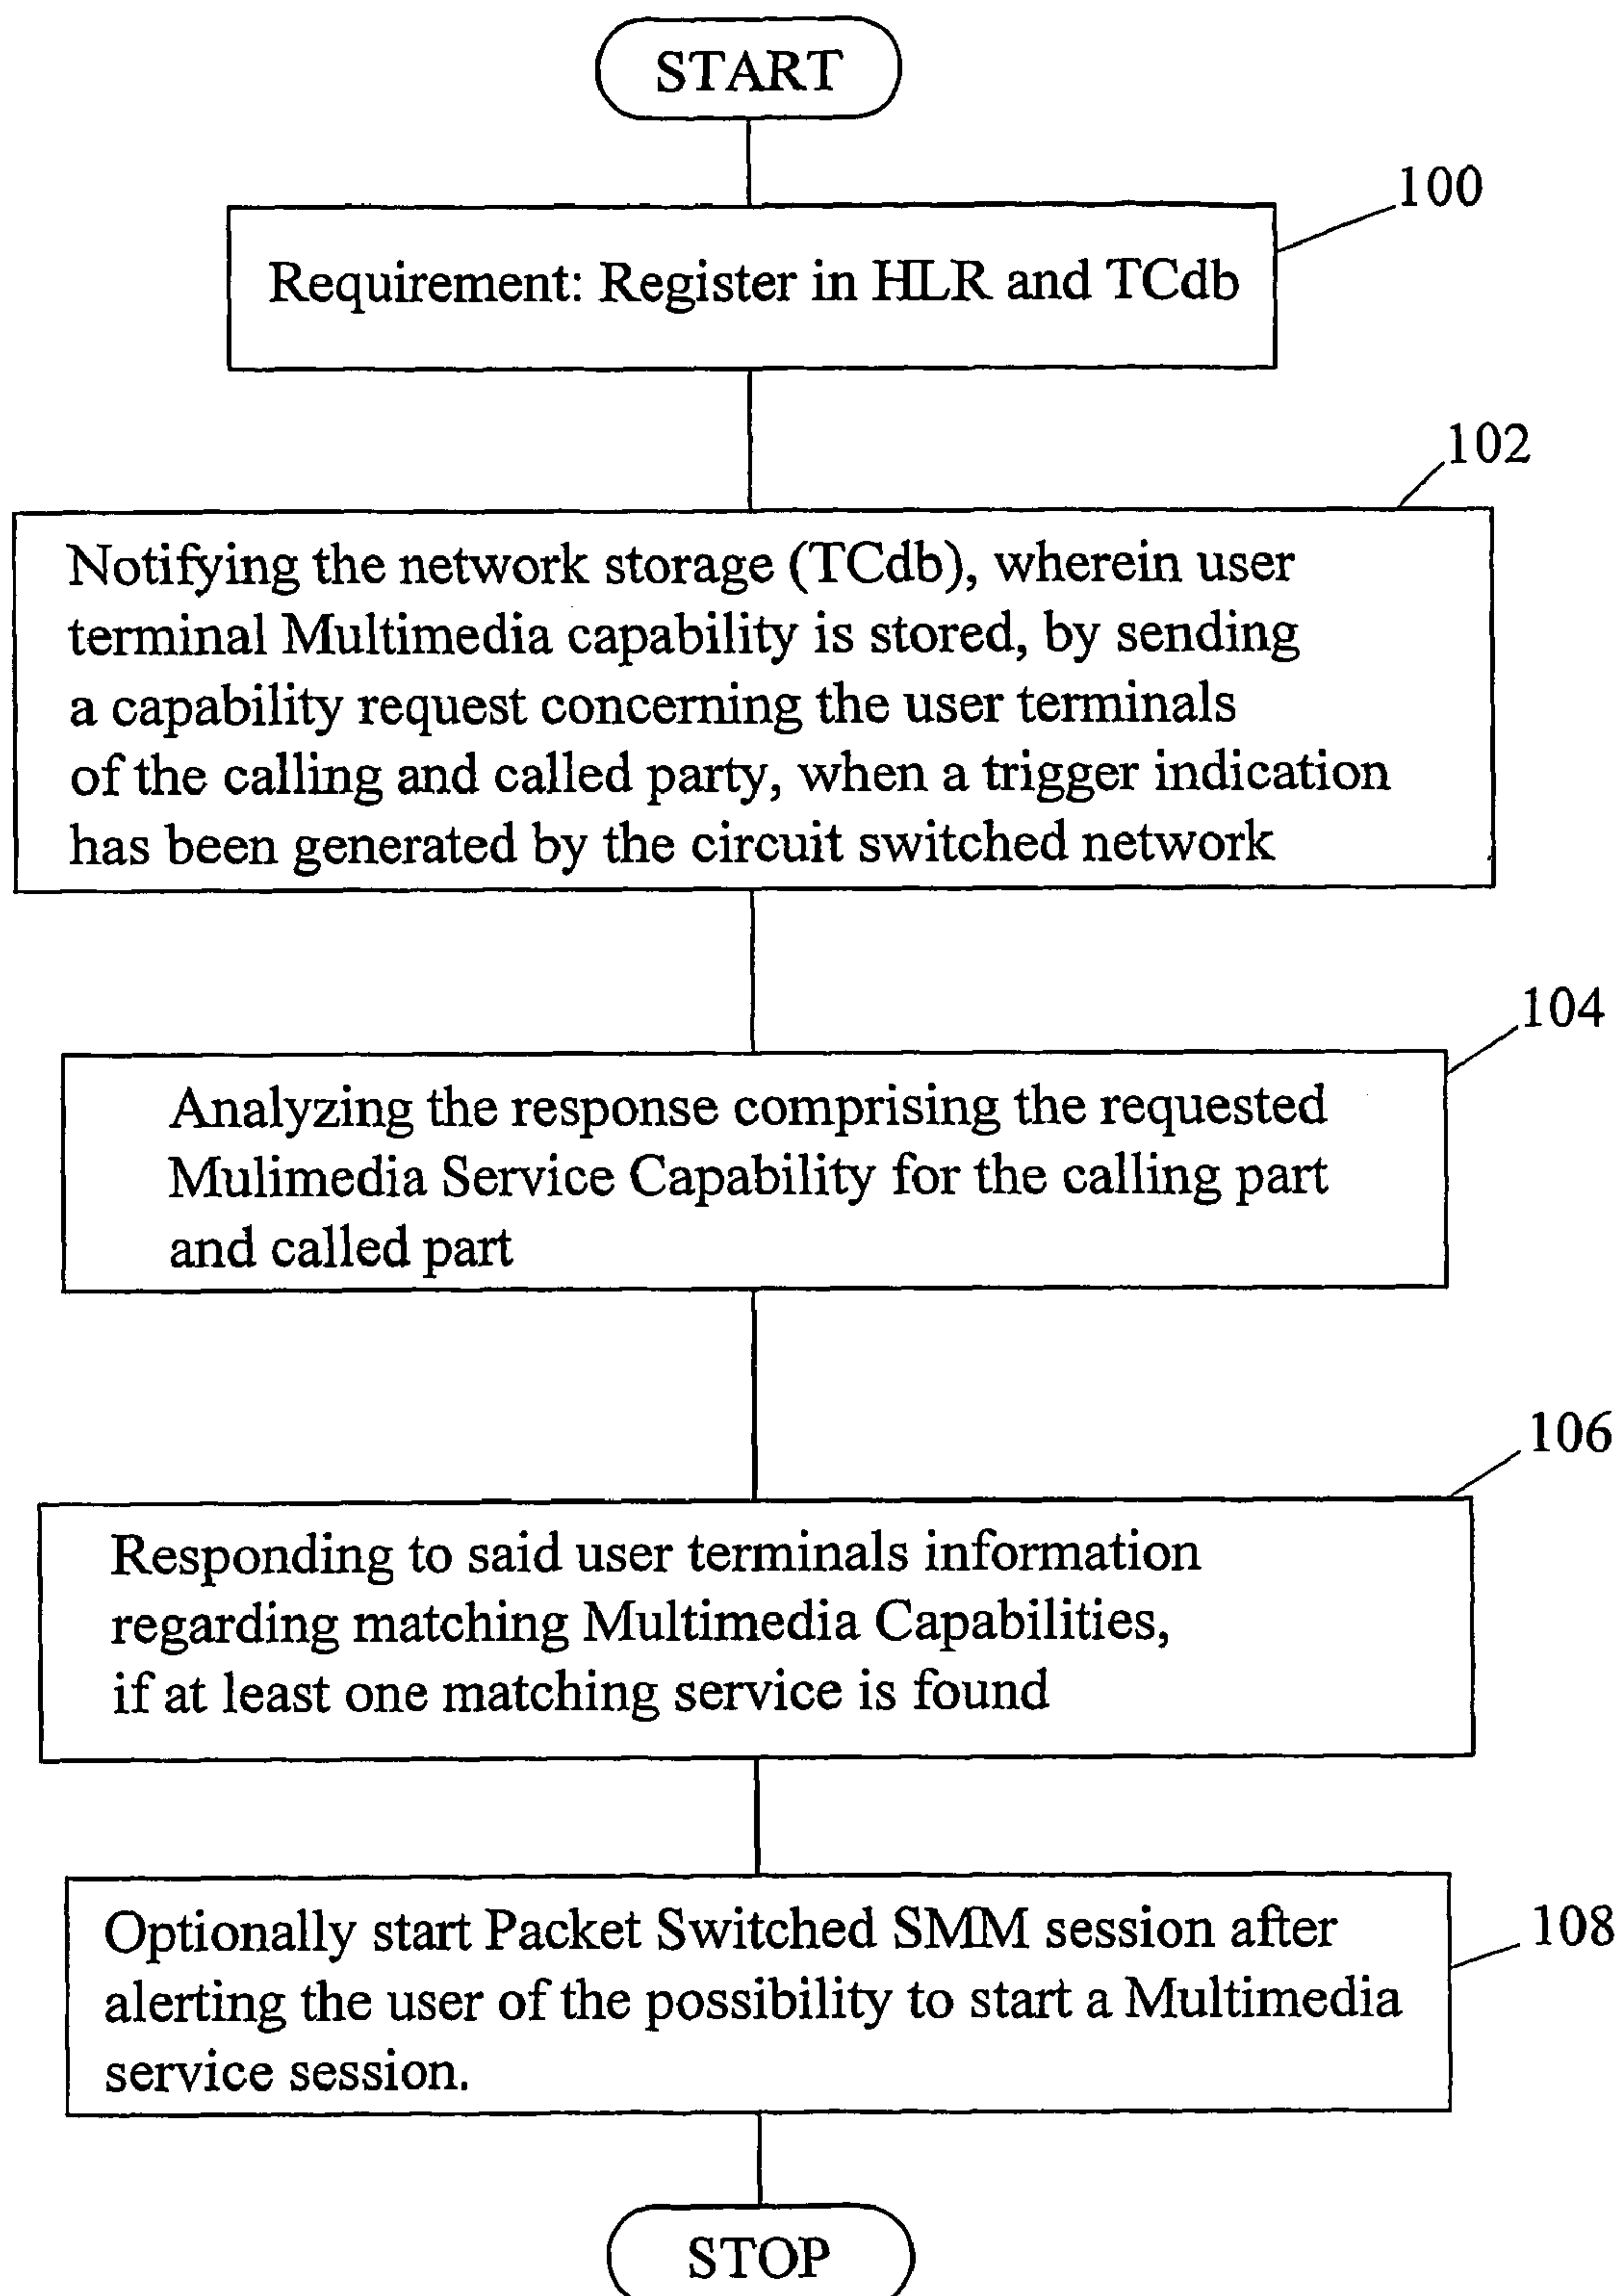 START
100
Requirement: Register in HLR and TCdb
102
Notifying the network storage (TCdb), wherein user
terminal Multimedia capability is stored, by sending
a capability request concerning the user terminals
of the calling and called party, when a trigger indication
has been generated by the circuit switched network
104
Analyzing the response comprising the requested
Mulimedia Service Capability for the calling part
and called part
106
Responding to said user terminals information
regarding matching Multimedia Capabilities,
if at least one matching service is found
108
Optionally start Packet Switched SMM session after
alerting the user of the possibility to start a Multimedia
service session.
STOP